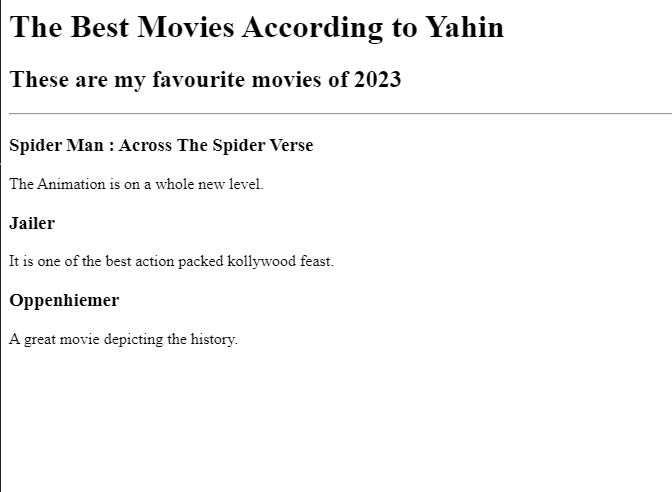 The Best Movies According to Yahin
These are my favourite movies of 2023
Spider Man : Across The Spider Verse
The Animation is on a whole new level.
Jailer
It is one of the best action packed kollywood feast.
Oppenhiemer
A great movie depicting the history.